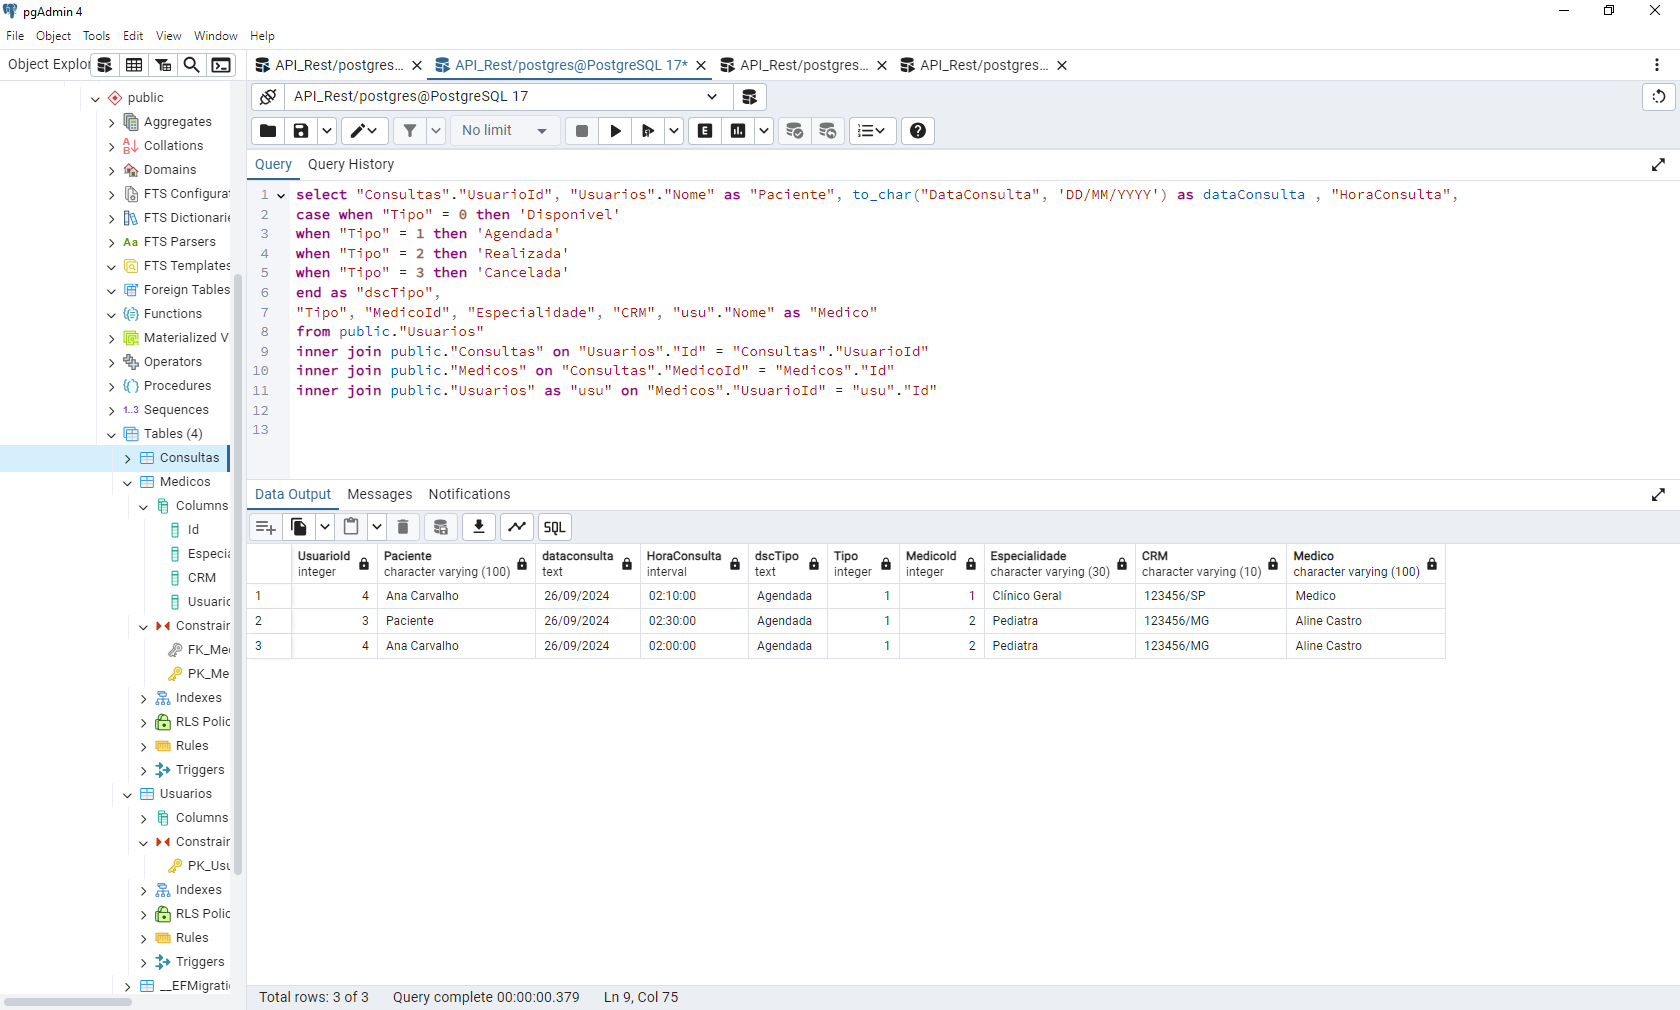 pgAdmin 4
File Object Tools Edit View Window Help
Object Explor
API_Rest/postgres...
API_Rest/postgres@PostgreSQL 17*
API_Rest/postgres...
API_Rest/postgres...
API_Rest/postgres@PostgreSQL 17
No limit
E
Query Query History
1 select "Consultas"."UsuarioId", "Usuarios"."Nome" as "Paciente", to_char("DataConsulta", 'DD/MM/YYYY') as dataConsulta , "HoraConsulta",
2 case when "Tipo" = 0 then 'Disponivel'
3 when "Tipo" = 1 then 'Agendada'
4 when "Tipo" = 2 then 'Realizada'
5 when "Tipo" = 3 then 'Cancelada'
6 end as "dscTipo",
7 "Tipo", "MedicoId", "Especialidade", "CRM", "usu"."Nome" as "Medico"
8 from public."Usuarios"
9 inner join public."Consultas" on "Usuarios"."Id" = "Consultas"."UsuarioId"
10 inner join public."Medicos" on "Consultas"."MedicoId" = "Medicos"."Id"
11 inner join public."Usuarios" as "usu" on "Medicos"."UsuarioId" = "usu"."Id"
12
13
public
Aggregates
Collations
Domains
FTS Configurat
FTS Dictionarie
Aa FTS Parsers
FTS Templates
Foreign Tables
Functions
Materialized V
Operators
Procedures
1..3 Sequences
Tables (4)
Consultas
Medicos
Columns
Id
Especia
CRM
Usuario
Constrain
FK_Med
PK_Me
Indexes
RLS Polic
Rules
Triggers
Usuarios
Columns
Constrain
PK_Usu
Indexes
RLS Polic
Rules
Triggers
__EFMigrati
Data Output Messages Notifications
SQL
UsuarioId Paciente dataconsulta HoraConsulta dscTipo Tipo MedicoId Especialidade CRM Medico
integer character varying (100) text interval text integer integer character varying (30) character varying (10) character varying (100)
1 4 Ana Carvalho 26/09/2024 02:10:00 Agendada 1 1 Clínico Geral 123456/SP Medico
2 3 Paciente 26/09/2024 02:30:00 Agendada 1 2 Pediatra 123456/MG Aline Castro
3 4 Ana Carvalho 26/09/2024 02:00:00 Agendada 1 2 Pediatra 123456/MG Aline Castro
Total rows: 3 of 3 Query complete 00:00:00.379 Ln 9, Col 75